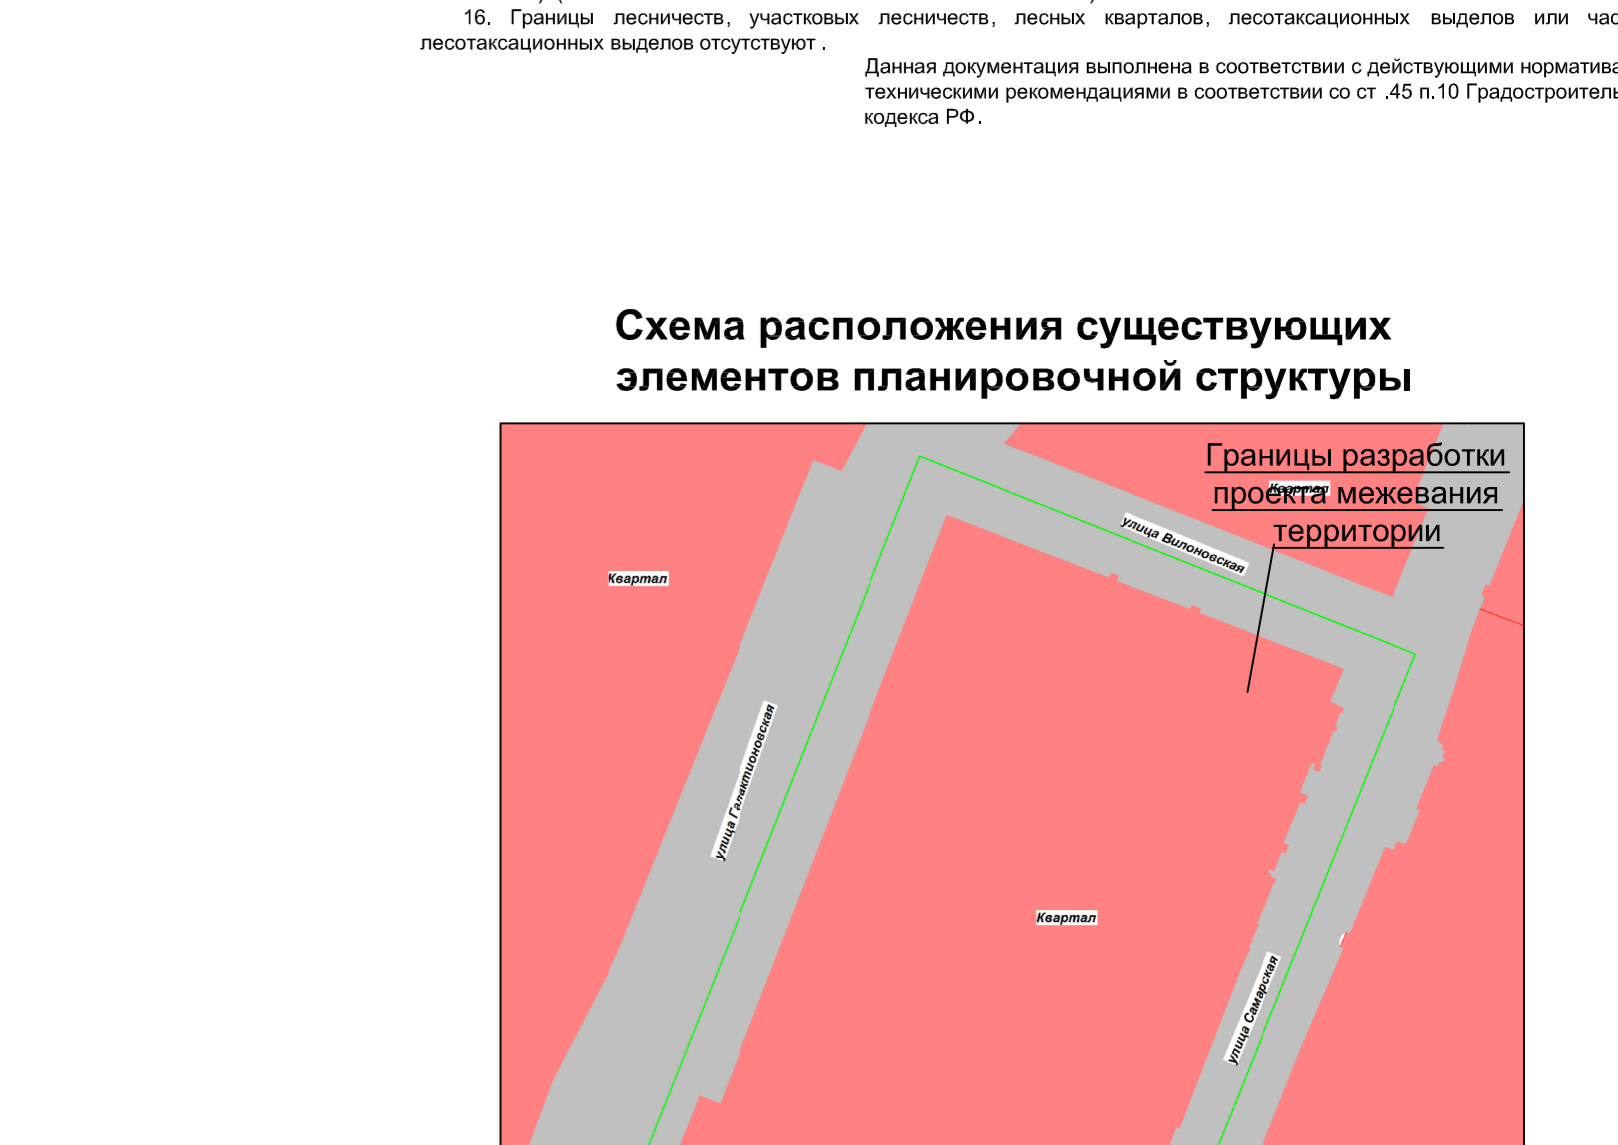 16. Границы лесничеств, участковых лесничеств, лесных кварталов, лесотаксационных выделов или час
лесотаксационных выделов отсутствуют .
Данная документация выполнена в соответствии с действующими норматива
техническими рекомендациями в соответствии со ст .45 п.10 Градостроитель
кодекса РФ.
Схема расположения существующих
элементов планировочной структуры
Границы разработки
проекта межевания
территории
Квартал
улица Вилоновская
Квартал
улица Галактионовская
Квартал
улица Самарская